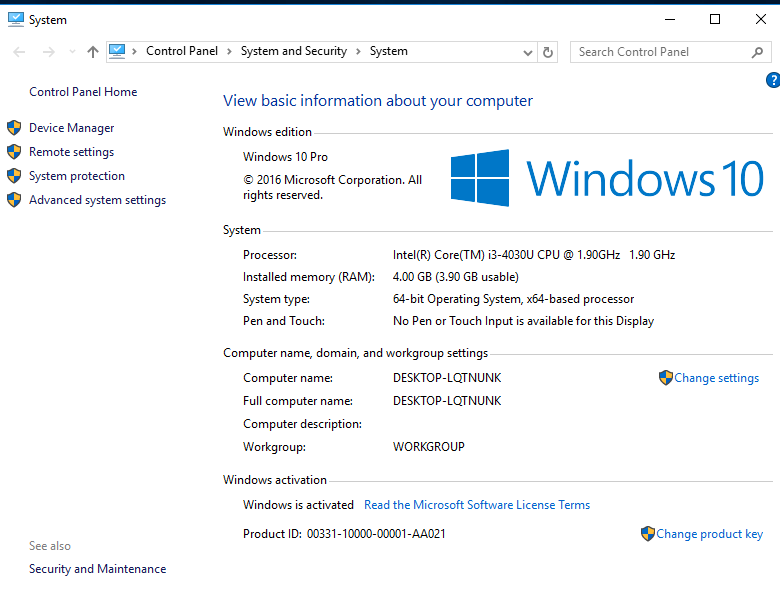 System
Control Panel > System and Security > System
Search Control Panel
?
Control Panel Home
Device Manager
Remote settings
System protection
Advanced system settings
View basic information about your computer
Windows edition
Windows 10 Pro
© 2016 Microsoft Corporation. All
rights reserved.
Windows 10
System
Processor: Intel(R) Core(TM) i3-4030U CPU @ 1.90GHz 1.90 GHz
Installed memory (RAM): 4.00 GB (3.90 GB usable)
System type: 64-bit Operating System, x64-based processor
Pen and Touch: No Pen or Touch Input is available for this Display
Computer name, domain, and workgroup settings
Computer name: DESKTOP-LQTNUNK
Change settings
Full computer name: DESKTOP-LQTNUNK
Computer description:
Workgroup: WORKGROUP
Windows activation
Windows is activated Read the Microsoft Software License Terms
Product ID: 00331-10000-00001-AA021
Change product key
See also
Security and Maintenance